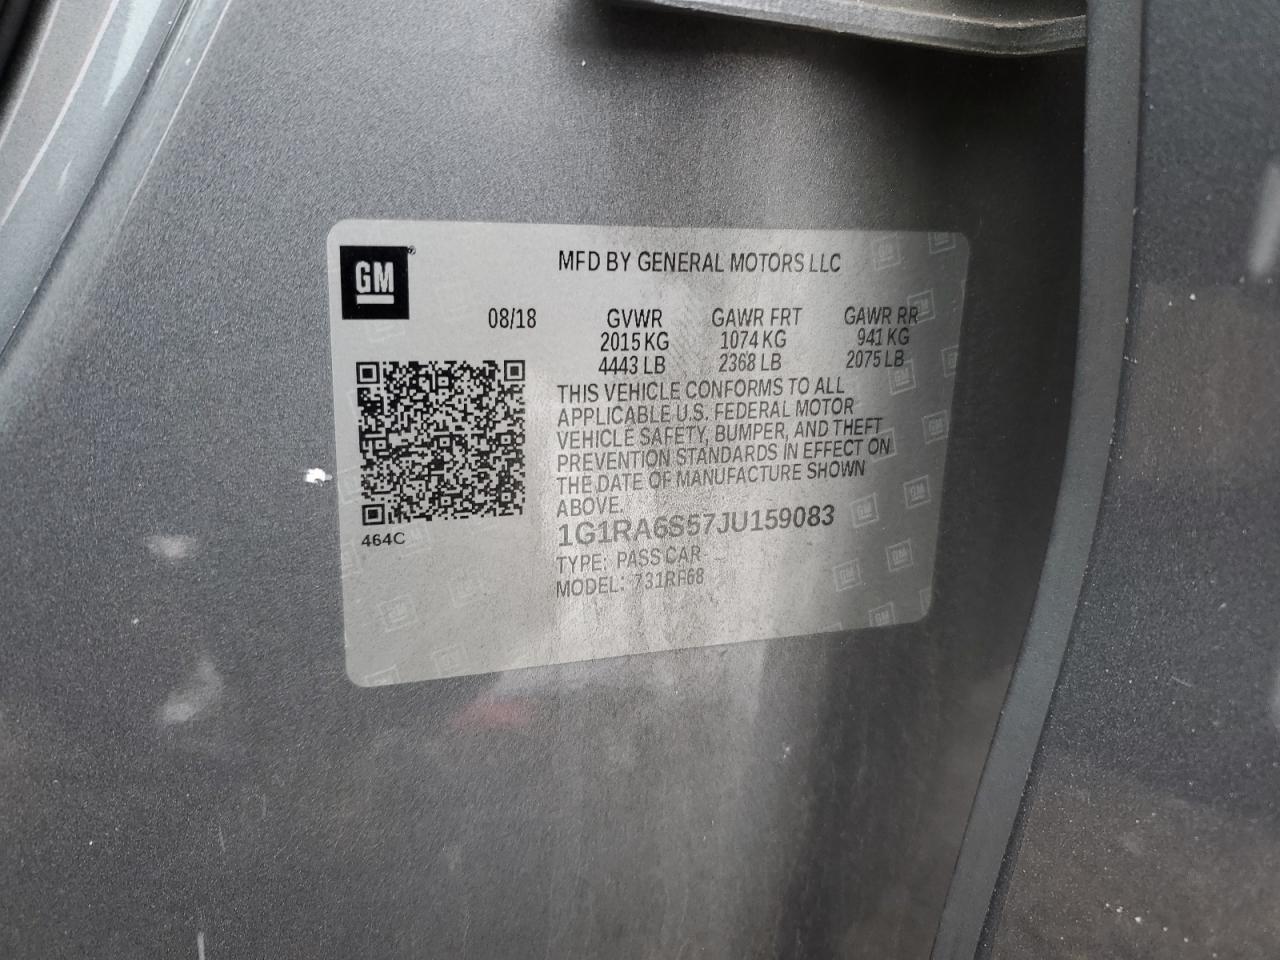 GM®
MFD BY GENERAL MOTORS LLC
08/18 GVWR GAWR FRT GAWR RR
2015 KG 1074 KG 941 KG
4443 LB 2368 LB 2075 LB
THIS VEHICLE CONFORMS TO ALL
APPLICABLE U.S. FEDERAL MOTOR
VEHICLE SAFETY, BUMPER, AND THEFT
PREVENTION STANDARDS IN EFFECT ON
THE DATE OF MANUFACTURE SHOWN
ABOVE.
1G1RA6S57JU159083
464C
TYPE: PASS CAR
MODEL: 731RF68